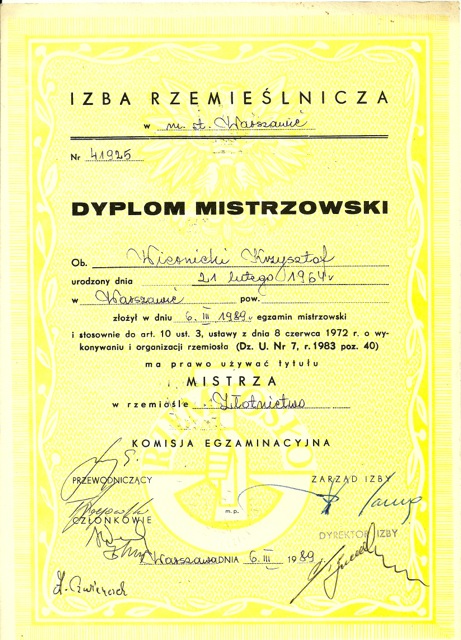 IZBA RZEMIEŚLNICZA
w m. st. Warszawie
Nr 41925
DYPLOM MISTRZOWSKI
Ob. Krzysztof
urodzony dnia 21 lutego 1964 r
w Warszawie pow.
złożył w dniu 6. III 1989 r egzamin mistrzowski
i stosownie do art. 10 ust. 3, ustawy z dnia 8 czerwca 1972 r. o wy-
konywaniu i organizacji rzemiosła (Dz. U. Nr 7, r. 1983 poz. 40)
ma prawo używać tytułu
MISTRZA
w rzemiośle Złotnictwo
KOMISJA EGZAMINACYJNA
PRZEWODNICZĄCY ZARZĄD IZBY
m.p.
CZŁONKOWIE
DYREKTOR IZBY
Warszawa DNIA 6. III 1989